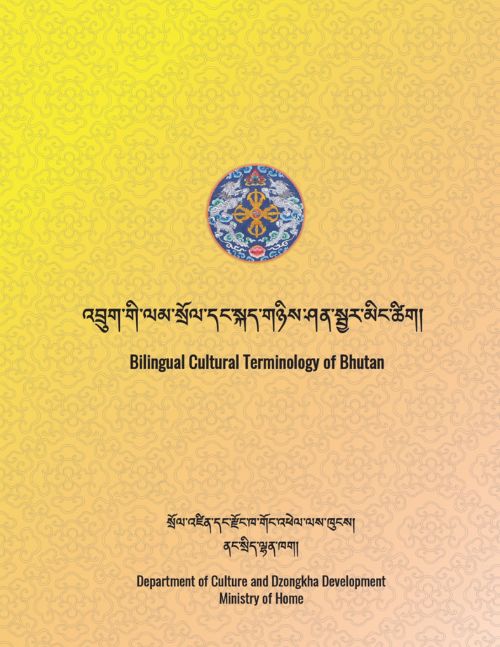 འབྲུག་གི་ལམ་སྲོལ་དང་སྐད་གཉིས་ཤན་སྦྱར་མིང་ཚིག།
Bilingual Cultural Terminology of Bhutan
སྲོལ་འཛིན་དང་རྫོང་ཁ་གོང་འཕེལ་ལས་ཁུངས།
ནང་སྲིད་ལྷན་ཁག།
Department of Culture and Dzongkha Development
Ministry of Home